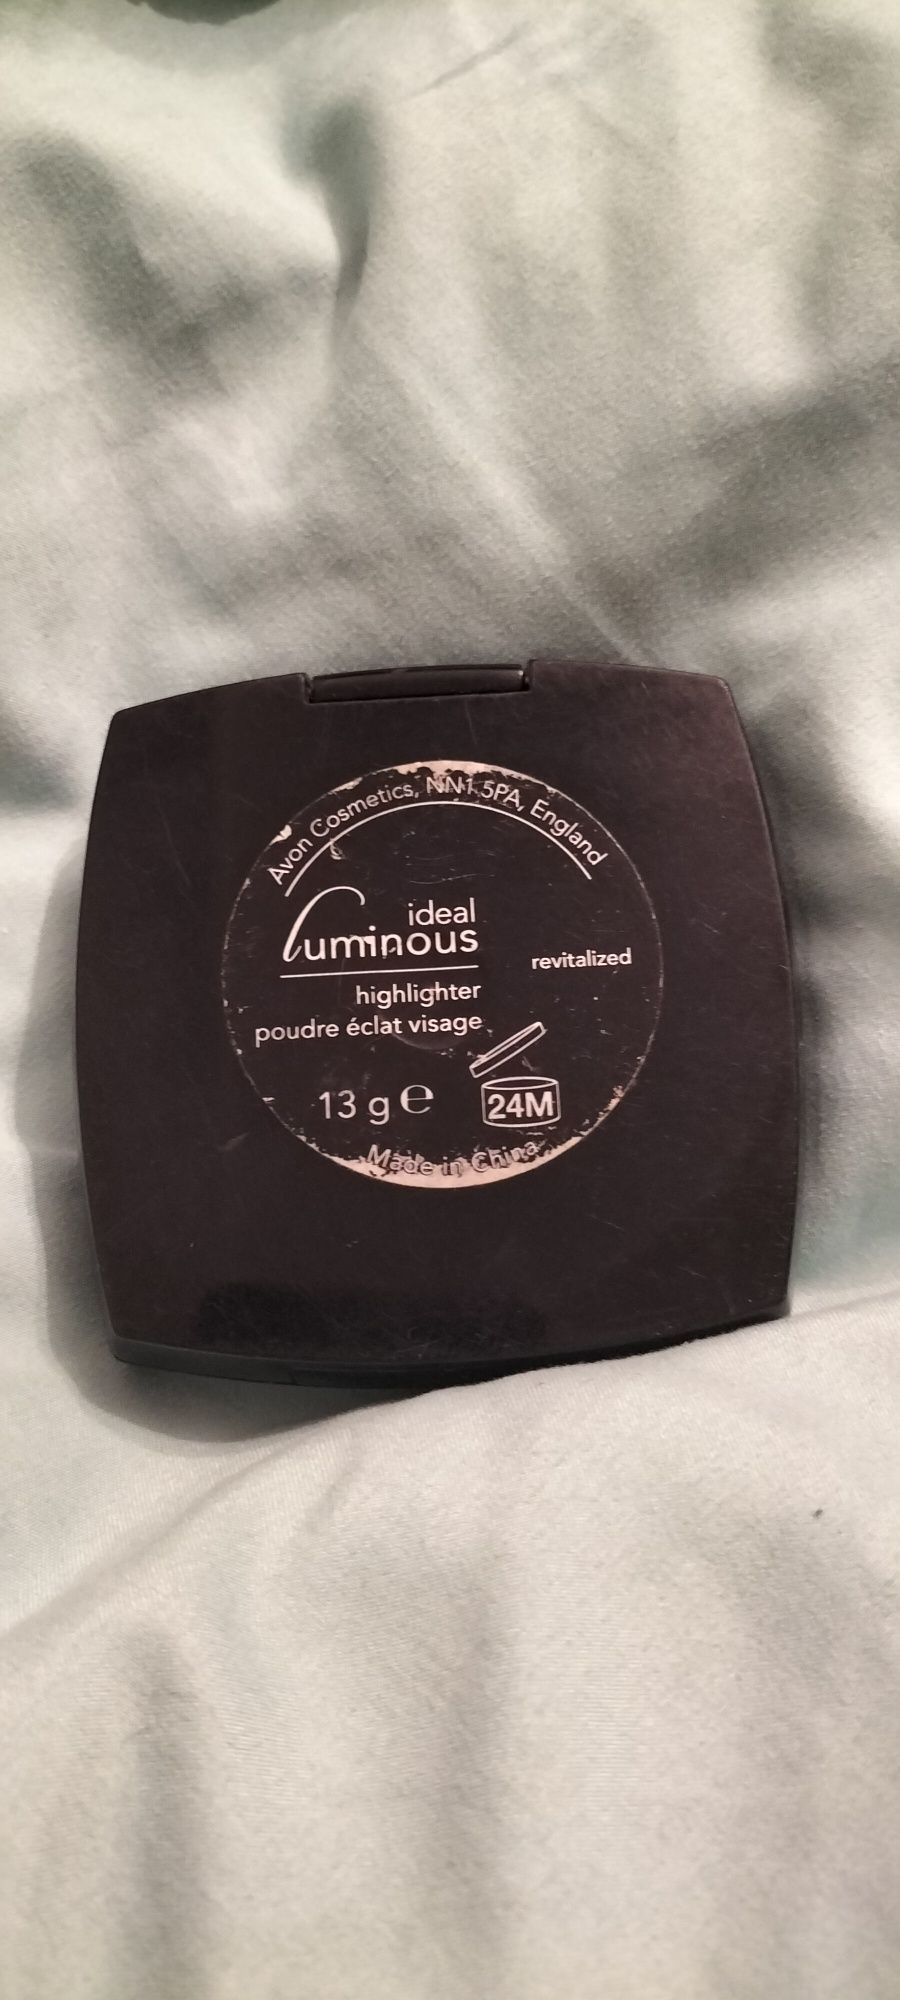 Avon Cosmetics, NN1 5PA, England
ideal
luminous
revitalized
highlighter
poudre éclat visage
13 g e
24M
Made in China